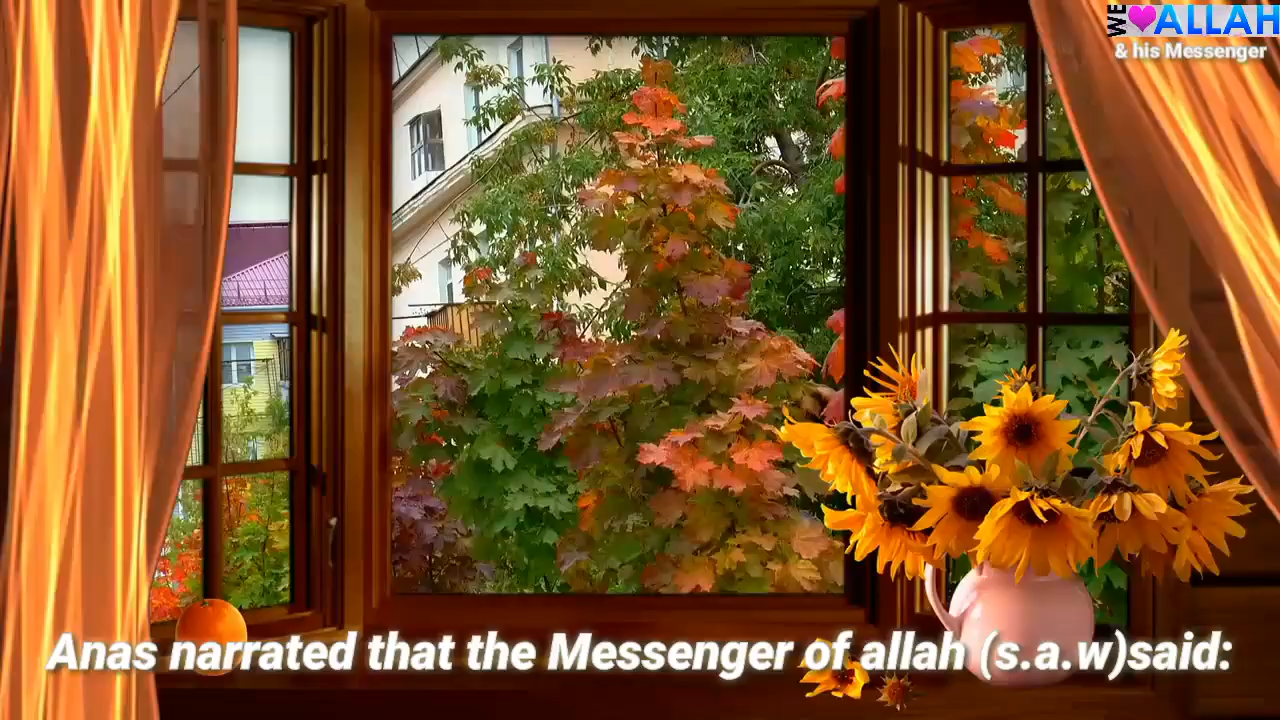 WE ALLAH
& his Messenger
Anas narrated that the Messenger of allah (s.a.w)said: